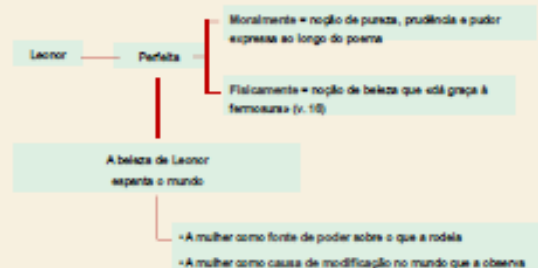 Moralmente = noção de pureza, prudência e pudor
expressa ao longo do poema
Leonor
Perfeita
Fisicamente = noção de beleza que «dá graça à
fermosura» (v. 16)
A beleza de Leonor
espanta o mundo
•A mulher como fonte de poder sobre o que a rodeia
•A mulher como causa de modificação no mundo que a observa